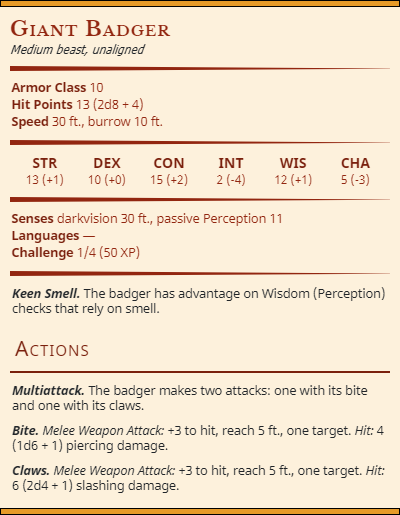 Giant Badger
Medium beast, unaligned
Armor Class 10
Hit Points 13 (2d8 + 4)
Speed 30 ft., burrow 10 ft.
STR DEX CON INT WIS CHA
13 (+1) 10 (+0) 15 (+2) 2 (-4) 12 (+1) 5 (-3)
Senses darkvision 30 ft., passive Perception 11
Languages —
Challenge 1/4 (50 XP)
Keen Smell. The badger has advantage on Wisdom (Perception)
checks that rely on smell.
Actions
Multiattack. The badger makes two attacks: one with its bite
and one with its claws.
Bite. Melee Weapon Attack: +3 to hit, reach 5 ft., one target. Hit: 4
(1d6 + 1) piercing damage.
Claws. Melee Weapon Attack: +3 to hit, reach 5 ft., one target. Hit:
6 (2d4 + 1) slashing damage.